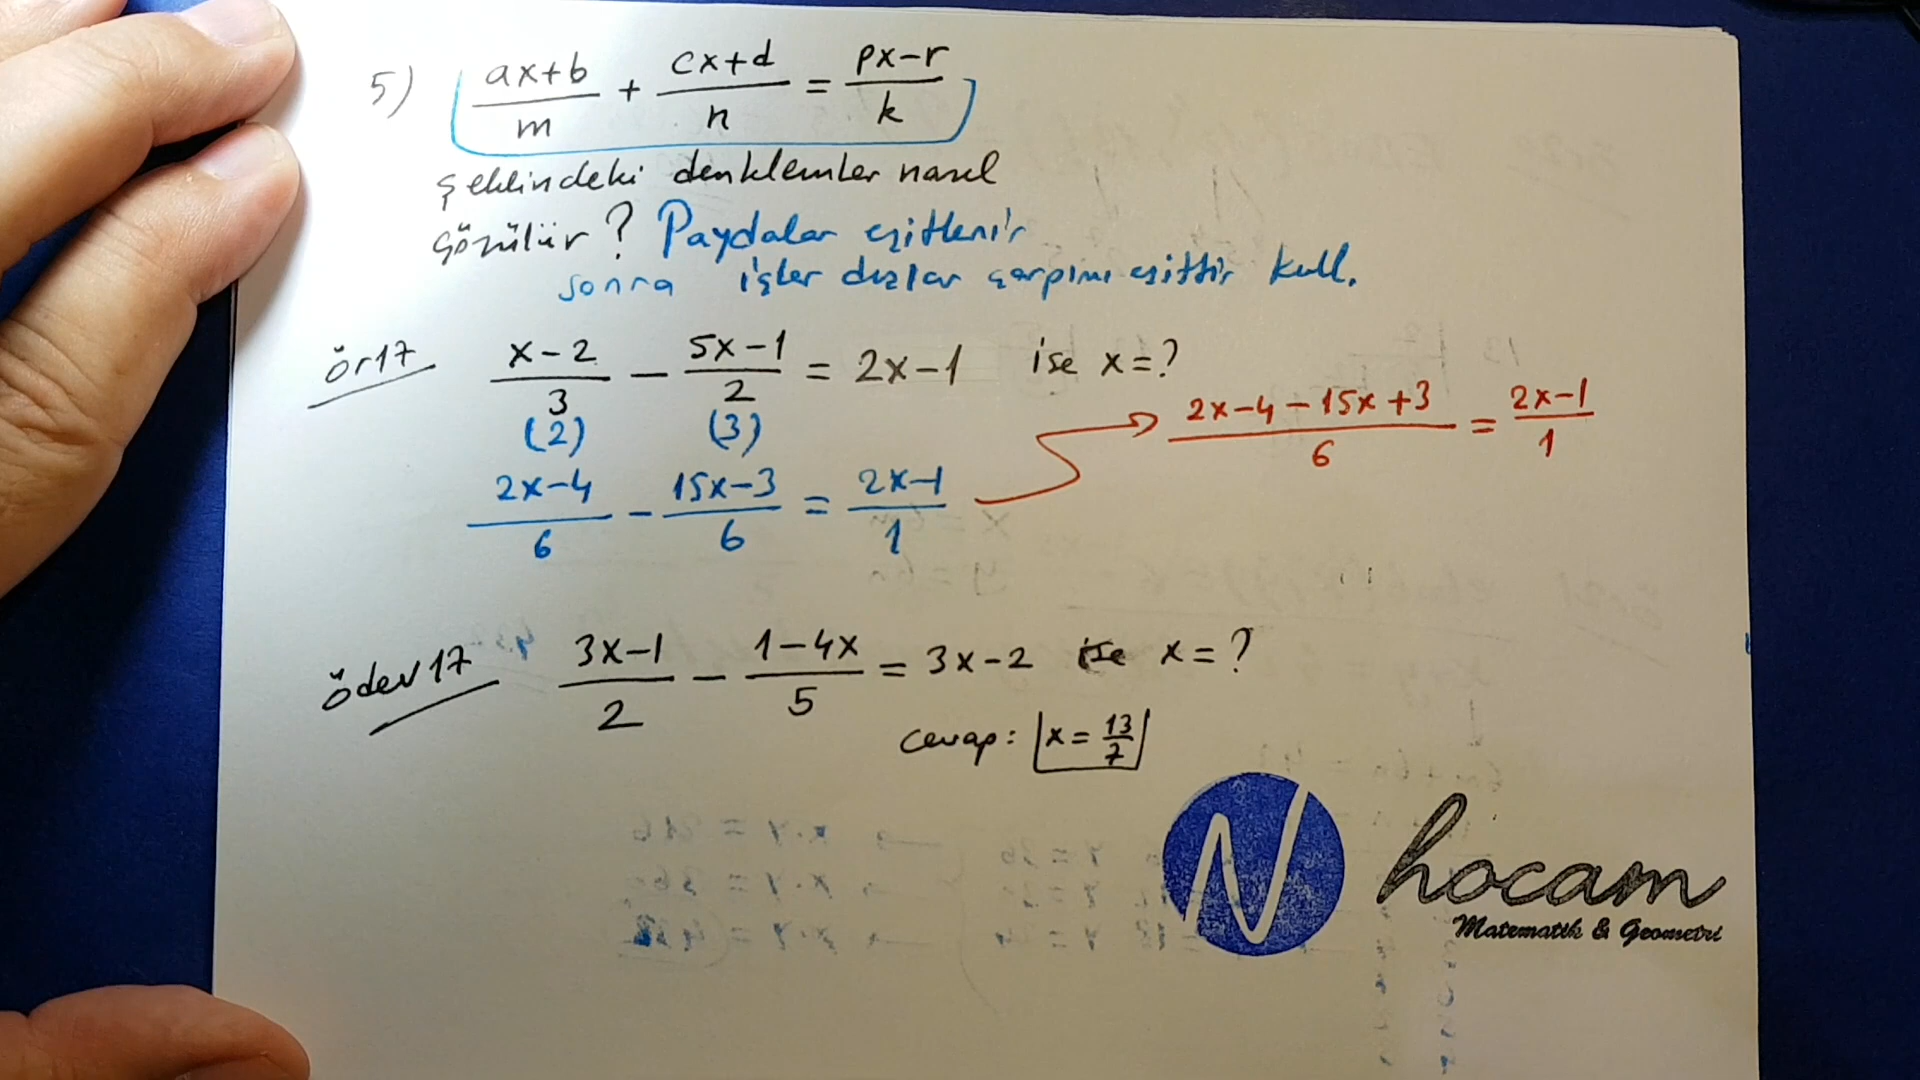 5) ax+b/m + cx+d/n = px-r/k
şeklindeki denklemler nasıl
çözülür? Paydalar eşitlenir
sonra içler dışlar çarpımı eşittir kull.
ör17 x-2/3 - 5x-1/2 = 2x-1 ise x=?
(2) (3)
2x-4/6 - 15x-3/6 = 2x-1/1
2x-4-15x+3/6 = 2x-1/1
ödev17 3x-1/2 - 1-4x/5 = 3x-2 ise x=?
cevap: x = 13/7
N hocam
Matematik & Geometri